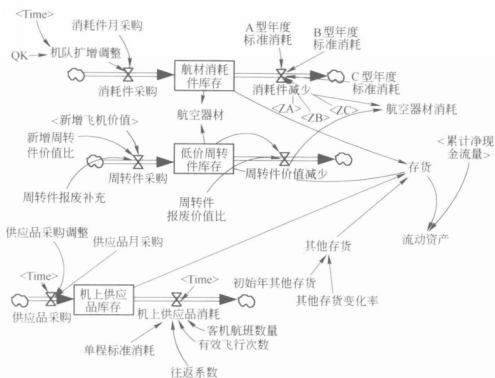 <Time>
消耗件月采购
QK
机队扩增调整
消耗件采购
航材消耗
件库存
A型年度
标准消耗
B型年度
标准消耗
C型年度
标准消耗
消耗件减少
<ZA>
<ZB>
<ZC>
航空器材消耗
航空器材
<新增飞机价值>
新增周转
件价值比
周转件采购
低价周转
件库存
周转件价值减少
周转件报废补充
周转件
报废价值比
存货
<累计净现
金流量>
流动资产
供应品采购调整
供应品月采购
<Time>
供应品采购
机上供应
品库存
<Time>
机上供应品消耗
其他存货
初始年其他存货
其他存货变化率
客机航班数量
有效飞行次数
单程标准消耗
往返系数